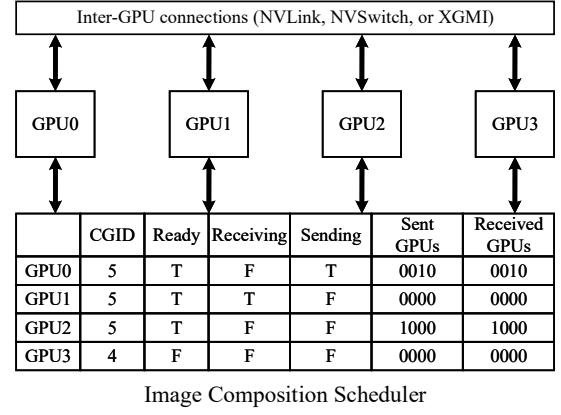 Inter-GPU connections (NVLink, NVSwitch, or XGMI)
GPU0 GPU1 GPU2 GPU3
CGID Ready Receiving Sending Sent GPUs Received GPUs
GPU0 5 T F T 0010 0010
GPU1 5 T T F 0000 0000
GPU2 5 T F F 1000 1000
GPU3 4 F F F 0000 0000
Image Composition Scheduler